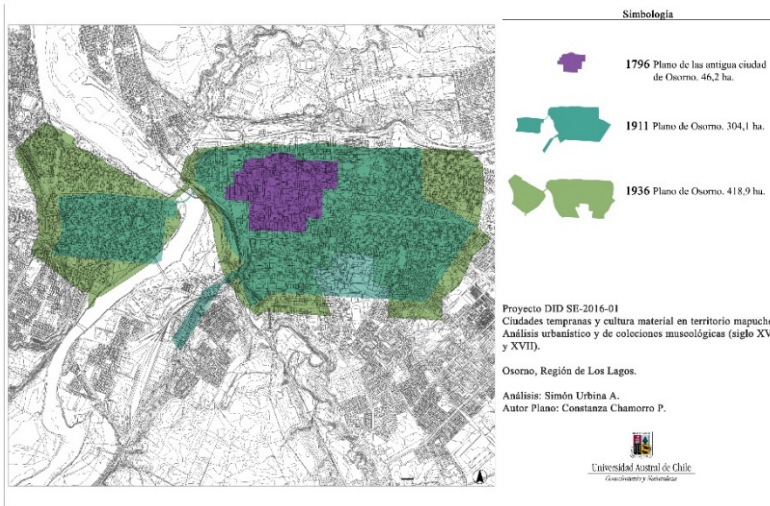 Simbología
1796 Plano de las antigua ciudad
de Osorno. 46,2 ha.
1911 Plano de Osorno. 304,1 ha.
1936 Plano de Osorno. 418,9 ha.
Proyecto DID SE-2016-01
Ciudades tempranas y cultura material en territorio mapuche
Análisis urbanístico y de coleciones museológicas (siglo XV
y XVII).
Osorno, Región de Los Lagos.
Análisis: Simón Urbina A.
Autor Plano: Constanza Chamorro P.
Universidad Austral de Chile
Conocimiento y Naturaleza